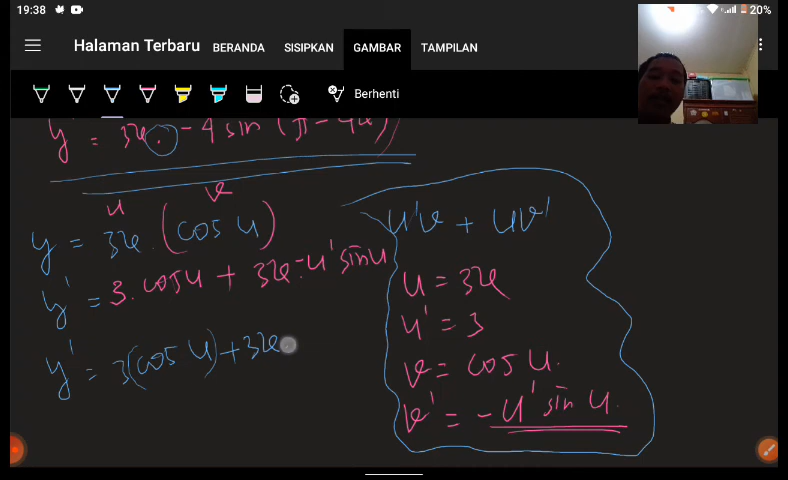 19:38 20%
Halaman Terbaru BERANDA SISIPKAN GAMBAR TAMPILAN
Berhenti
y' = 3x. -4 sin (π - 4x)
u v
y = 3x. (cos u)
y' = 3. cos u + 3x. -u' sin u
y' = 3(cos u) + 3x
u'v + uv'
u = 3x
u' = 3
v = cos u.
v' = -u' sin u.